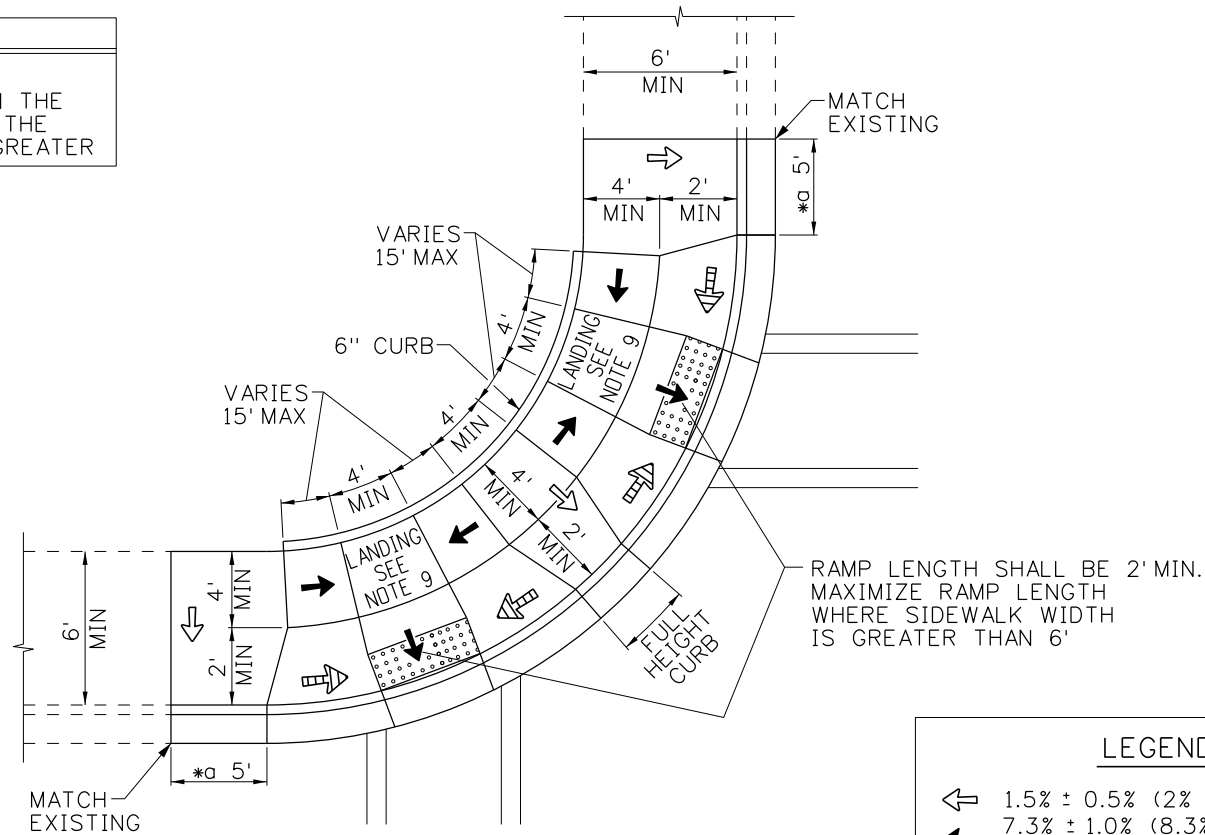 THE
THE
GREATER
6'
MIN
MATCH
EXISTING
*a 5'
4'
MIN
2'
MIN
VARIES
15' MAX
4'
MIN
6" CURB
LANDING
SEE
NOTE 9
VARIES
15' MAX
4'
MIN
4'
MIN
4'
MIN
2'
MIN
LANDING
SEE
NOTE 9
RAMP LENGTH SHALL BE 2' MIN.
MAXIMIZE RAMP LENGTH
WHERE SIDEWALK WIDTH
IS GREATER THAN 6'
FULL
HEIGHT
CURB
6'
MIN
4'
MIN
2'
MIN
*a 5'
MATCH
EXISTING
LEGEND
1.5% ± 0.5% (2%
7.3% ± 1.0% (8.3%